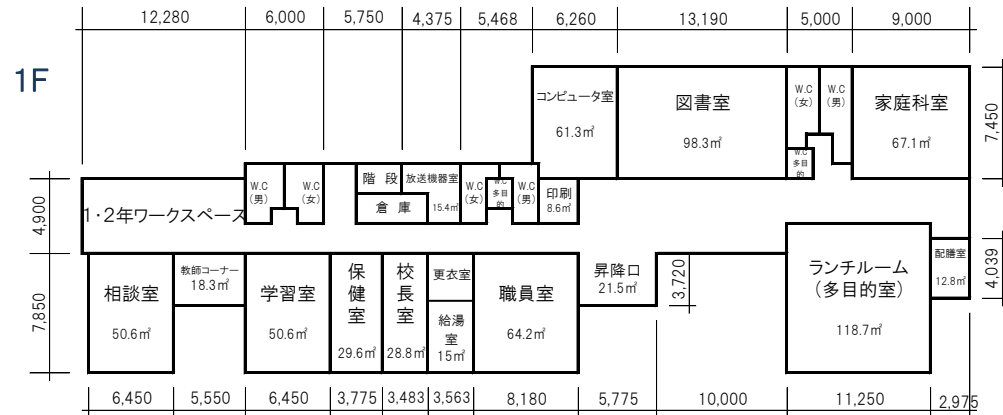 12,280 6,000 5,750 4,375 5,468 6,260 13,190 5,000 9,000
1F
コンピュータ室
61.3㎡
図書室
98.3㎡
W.C
(女)
W.C
(男)
W.C
多目
的
家庭科室
67.1㎡
7,450
4,900
1・2年ワークスペース
W.C
(男)
W.C
(女)
階 段
倉 庫
放送機器室
15.4㎡
W.C
(女)
W.C
多目
的
W.C
(男)
印刷
8.6㎡
7,850
相談室
50.6㎡
教師コーナー
18.3㎡
学習室
50.6㎡
保健室
29.6㎡
校長室
28.8㎡
更衣室
給湯室
15㎡
職員室
64.2㎡
昇降口
21.5㎡
3,720
ランチルーム
(多目的室)
118.7㎡
配膳室
12.8㎡
4,039
6,450 5,550 6,450 3,775 3,483 3,563 8,180 5,775 10,000 11,250 2,975